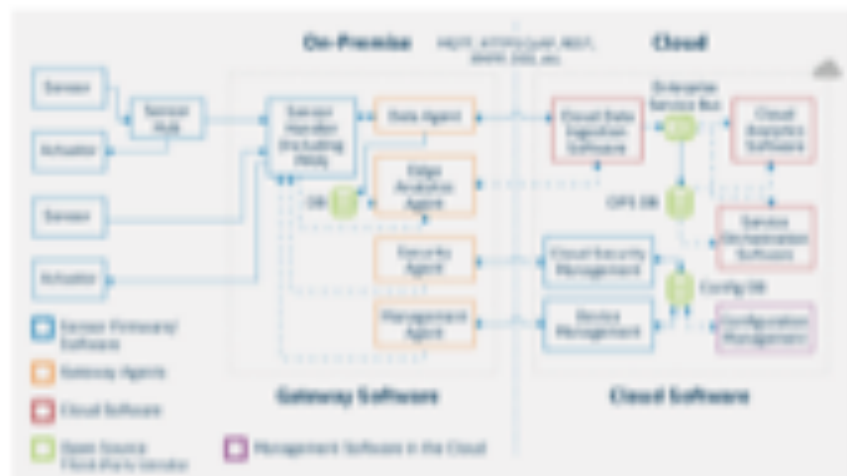 On-Premise
Cloud
Sensor
Sensor
Hub
Actuator
Sensor
Actuator
Sensor
Handler
(Including
Data Agent
DB
Edge
Analytics
Agent
Security
Agent
Management
Agent
Gateway Software
Enterprise
Service Bus
Cloud Data
Ingestion
Software
Cloud
Analytics
Software
OPS DB
Service
Orchestration
Software
Cloud Security
Management
Config DB
Device
Management
Configuration
Management
Cloud Software
Sensor Firmware/
Software
Gateway Agents
Cloud Software
Open Source
Third-Party Vendor
Management Software in the Cloud